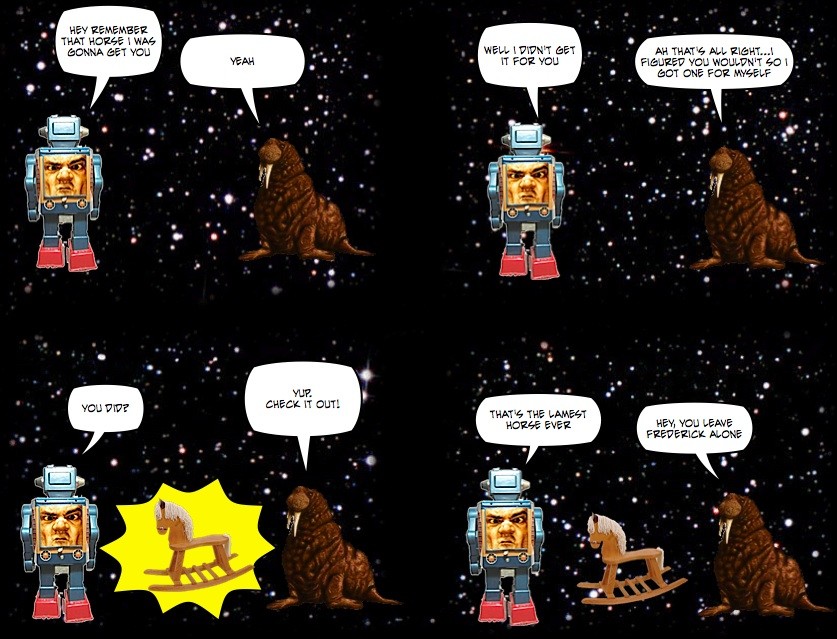 HEY REMEMBER
THAT HORSE I WAS
GONNA GET YOU
YEAH
WELL I DIDN'T GET
IT FOR YOU
AH THAT'S ALL RIGHT...I
FIGURED YOU WOULDN'T SO I
GOT ONE FOR MYSELF
YOU DID?
YUP.
CHECK IT OUT!
THAT'S THE LAMEST
HORSE EVER
HEY, YOU LEAVE
FREDERICK ALONE